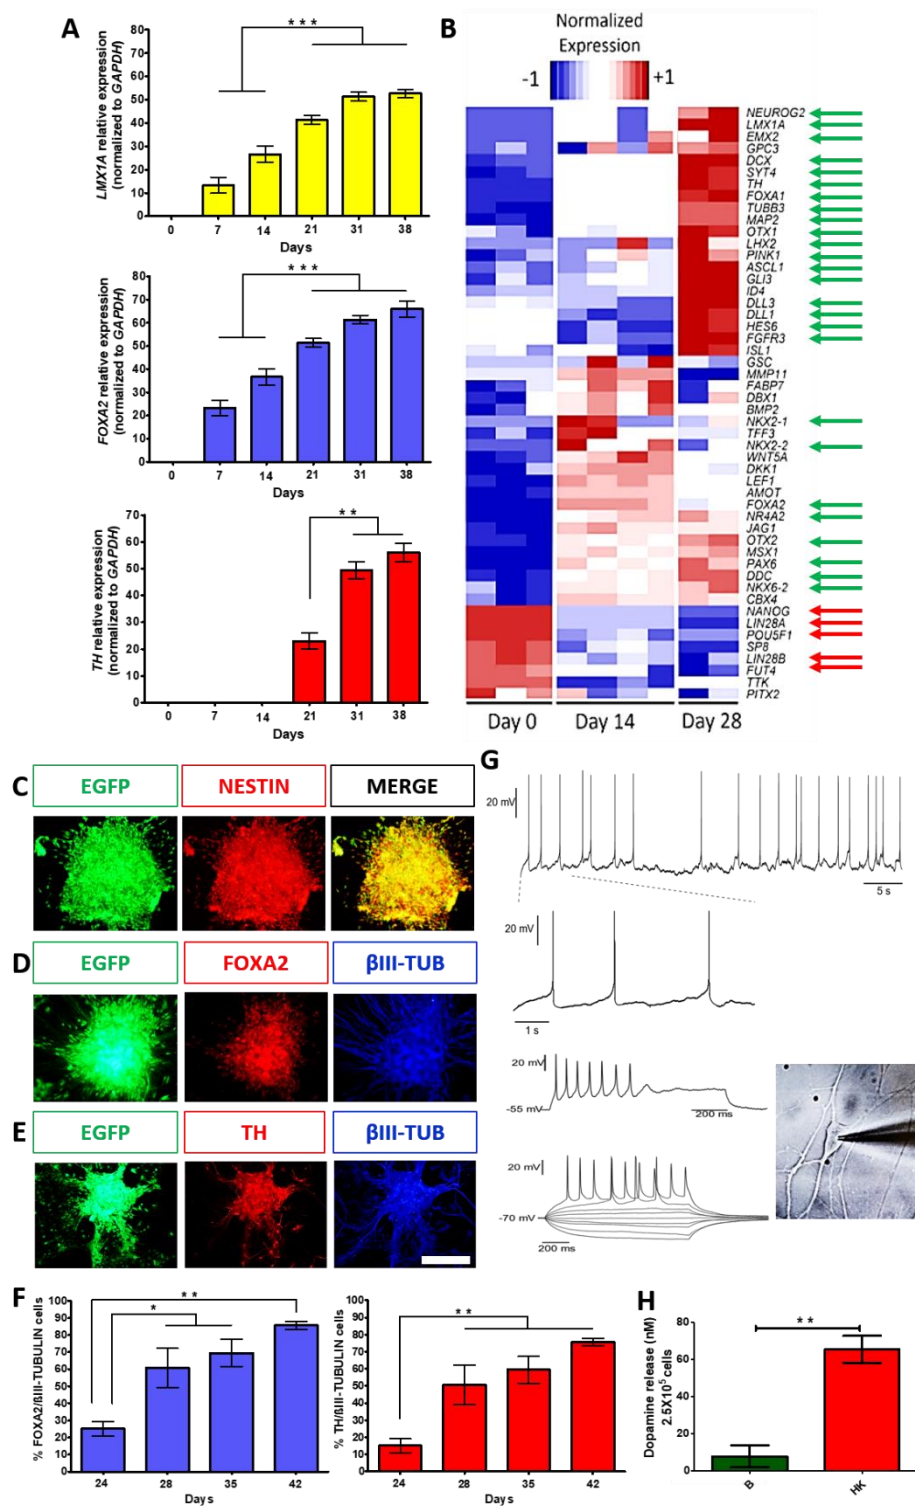 A
LMX1A relative expression
(normalized to GAPDH)
80
70
60
50
40
30
20
10
0
* * *
0 7 14 21 31 38
Days
FOXA2 relative expression
(normalized to GAPDH)
80
70
60
50
40
30
20
10
0
* * *
0 7 14 21 31 38
Days
TH relative expression
(normalized to GAPDH)
70
60
50
40
30
20
10
0
* *
0 7 14 21 31 38
Days
B
Normalized
Expression
-1 +1
NEUROG2
LMX1A
EMX2
GPC3
DCX
SYT4
TH
FOXA1
TUBB3
MAP2
OTX1
LHX2
PINK1
ASCL1
GLI3
ID4
DLL3
DLL1
HES6
FGFR3
ISL1
GSC
MMP11
FABP7
DBX1
BMP2
NKX2-1
TFF3
NKX2-2
WNT5A
DKK1
LEF1
AMOT
FOXA2
NR4A2
JAG1
OTX2
MSX1
PAX6
DDC
NKX6-2
CBX4
NANOG
LIN28A
POU5F1
SP8
LIN28B
FUT4
TTK
PITX2
Day 0 Day 14 Day 28
C
EGFP NESTIN MERGE
D
EGFP FOXA2 βIII-TUB
E
EGFP TH βIII-TUB
G
20 mV
5 s
20 mV
1 s
20 mV
-55 mV
200 ms
20 mV
-70 mV
200 ms
F
% FOXA2/βIII-TUBULIN cells
100
90
80
70
60
50
40
30
20
10
0
* *
*
24 28 35 42
Days
% TH/βIII-TUBULIN cells
100
90
80
70
60
50
40
30
20
10
0
* *
24 28 35 42
Days
H
Dopamine release (nM)
2.5X10⁵ cells
80
60
40
20
0
* *
B HK